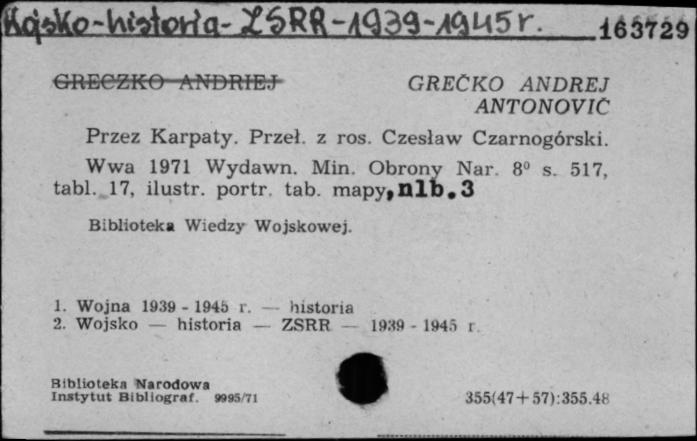 Wojsko-historia-ZSRR-1939-1945r. 163729
GRECZKO ANDRIEJ GREČKO ANDREJ
ANTONOVIČ
Przez Karpaty. Przeł. z ros. Czesław Czarnogórski.
Wwa 1971 Wydawn. Min. Obrony Nar. 8⁰ s. 517,
tabl. 17, ilustr. portr. tab. mapy, nlb. 3
Biblioteka Wiedzy Wojskowej.
1. Wojna 1939 - 1945 r. — historia
2. Wojsko — historia — ZSRR — 1939 - 1945 r.
Biblioteka Narodowa
Instytut Bibliograf. 9995/71 355(47+57):355.48